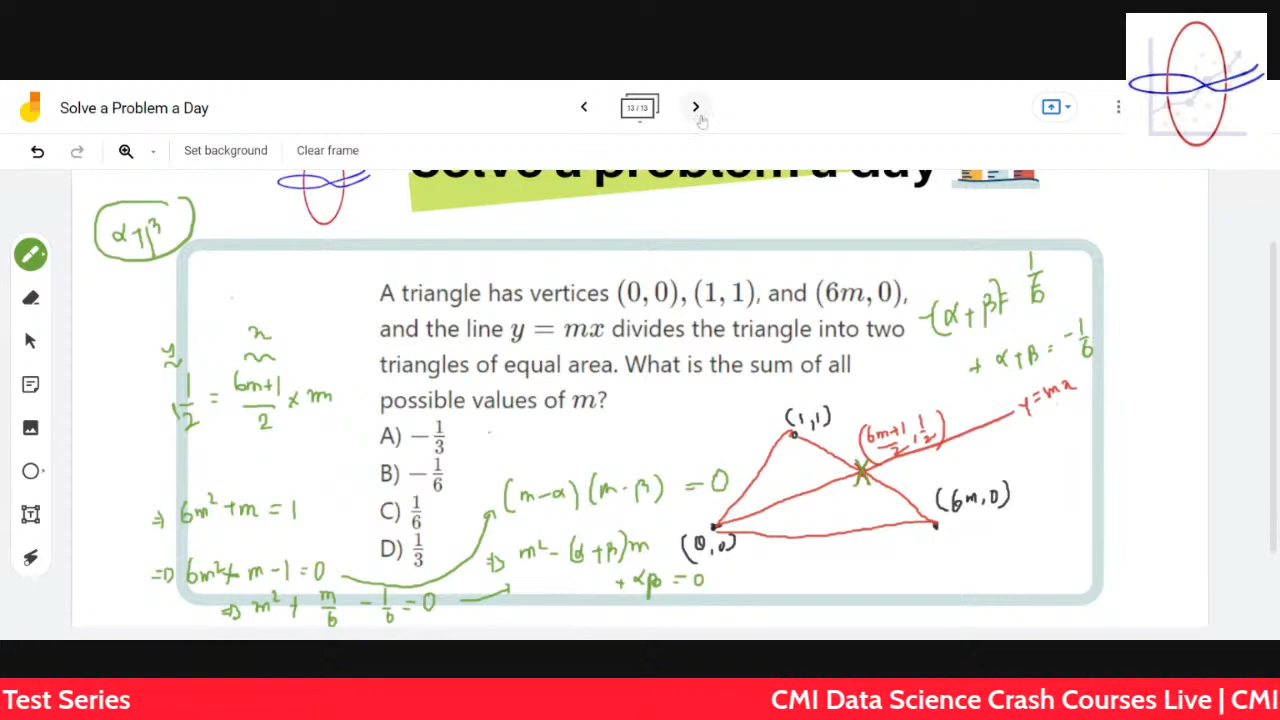 Solve a Problem a Day
13 / 13
Set background
Clear frame
Solve a problem a day
α+β
A triangle has vertices (0, 0), (1, 1), and (6m, 0),
and the line y = mx divides the triangle into two
triangles of equal area. What is the sum of all
possible values of m?
A) −1/3
B) −1/6
C) 1/6
D) 1/3
y
x
1/2 = (6m+1)/2 × m
⇒ 6m² + m = 1
⇒ 6m² + m − 1 = 0
⇒ m² + m/6 − 1/6 = 0
(m−α) (m−β) = 0
⇒ m² − (α+β)m
+ αβ = 0
−(α+β) = 1/6
α+β = −1/6
y=mx
(1,1)
((6m+1)/2, 1/2)
(6m,0)
(0,0)
Test Series
CMI Data Science Crash Courses Live | CMI